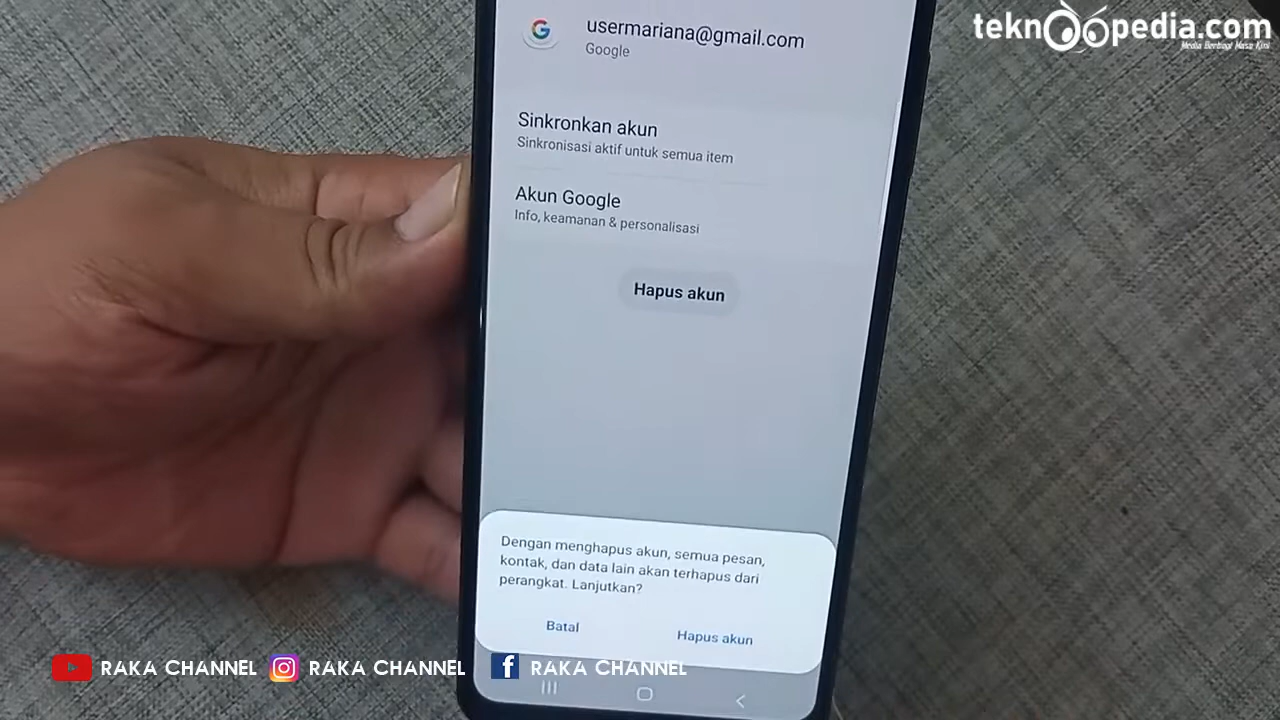 teknoopedia.com
Media Berbagi Masa Kini
usermariana@gmail.com
Google
Sinkronkan akun
Sinkronisasi aktif untuk semua item
Akun Google
Info, keamanan & personalisasi
Hapus akun
Dengan menghapus akun, semua pesan,
kontak, dan data lain akan terhapus dari
perangkat. Lanjutkan?
Batal
Hapus akun
RAKA CHANNEL
RAKA CHANNEL
RAKA CHANNEL